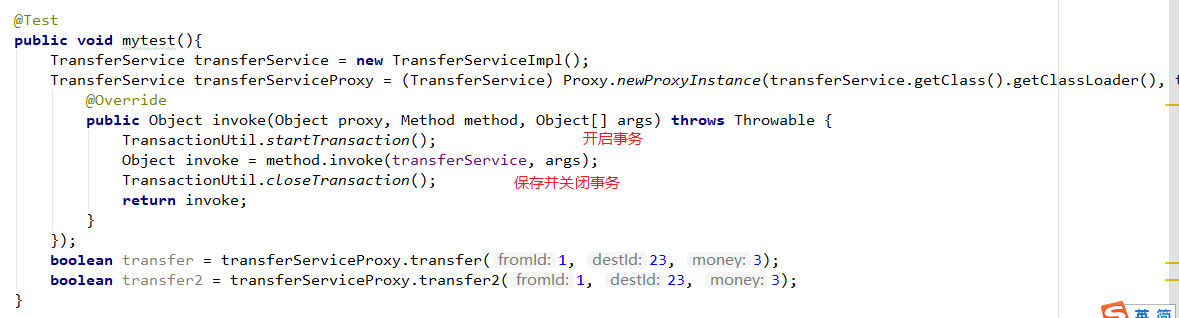 @Test
public void mytest(){
TransferService transferService = new TransferServiceImpl();
TransferService transferServiceProxy = (TransferService) Proxy.newProxyInstance(transferService.getClass().getClassLoader(),
@Override
public Object invoke(Object proxy, Method method, Object[] args) throws Throwable {
TransactionUtil.startTransaction(); 开启事务
Object invoke = method.invoke(transferService, args);
TransactionUtil.closeTransaction(); 保存并关闭事务
return invoke;
}
});
boolean transfer = transferServiceProxy.transfer( fromId: 1, destId: 23, money: 3);
boolean transfer2 = transferServiceProxy.transfer2( fromId: 1, destId: 23, money: 3);
}
英 简